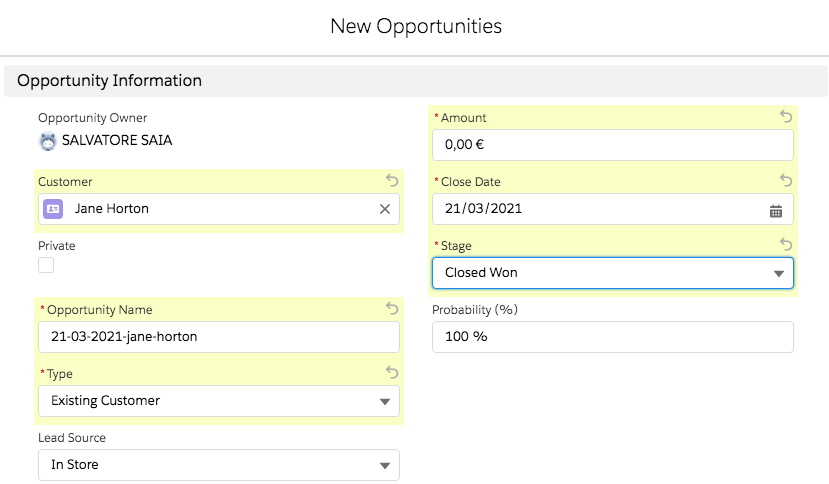 New Opportunities
Opportunity Information
Opportunity Owner
SALVATORE SAIA
Customer
Jane Horton
Private
*Opportunity Name
21-03-2021-jane-horton
*Type
Existing Customer
Lead Source
In Store
*Amount
0,00 €
*Close Date
21/03/2021
*Stage
Closed Won
Probability (%)
100 %